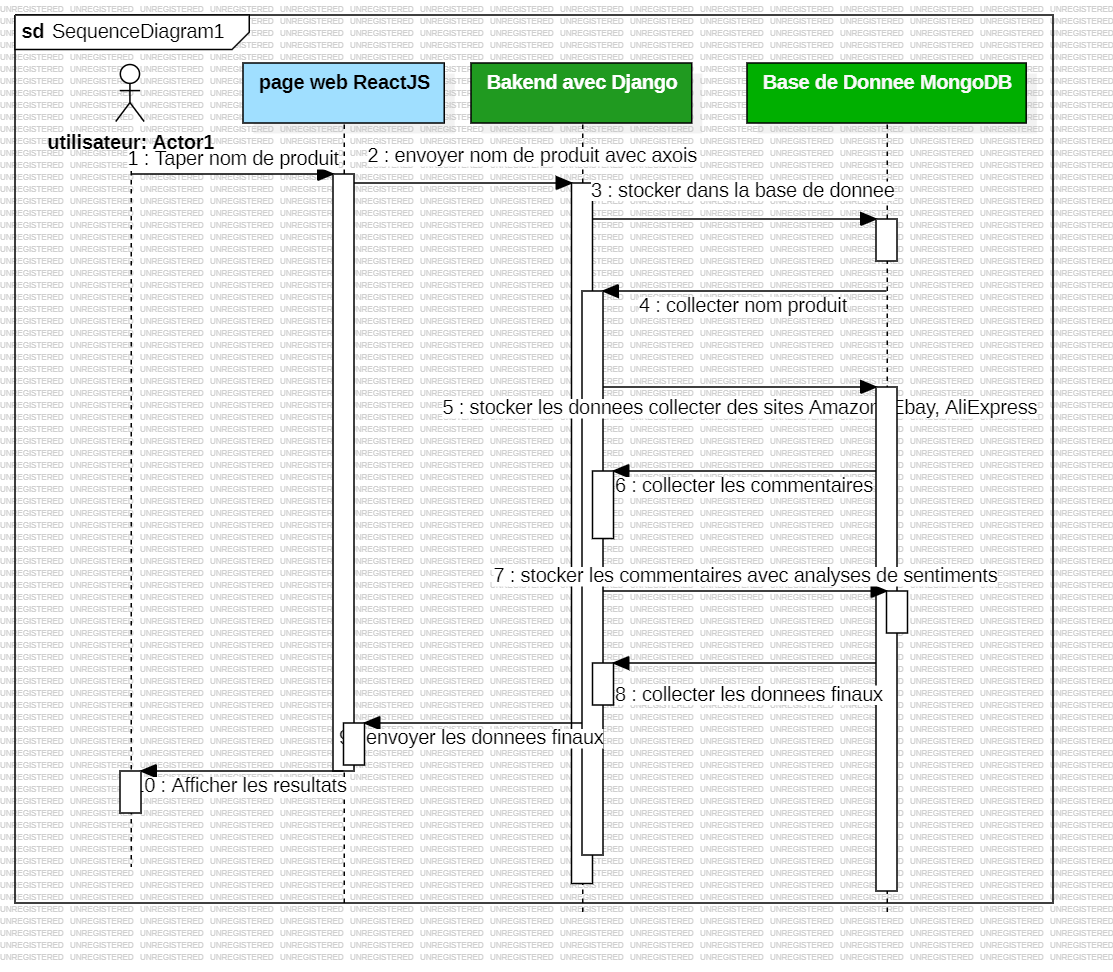 sd SequenceDiagram1
page web ReactJS
Bakend avec Django
Base de Donnee MongoDB
utilisateur: Actor1
1 : Taper nom de produit
2 : envoyer nom de produit avec axois
3 : stocker dans la base de donnee
4 : collecter nom produit
5 : stocker les donnees collecter des sites Amazon Ebay, AliExpress
6 : collecter les commentaires
7 : stocker les commentaires avec analyses de sentiments
8 : collecter les donnees finaux
9 envoyer les donnees finaux
10 : Afficher les resultats
UNREGISTERED